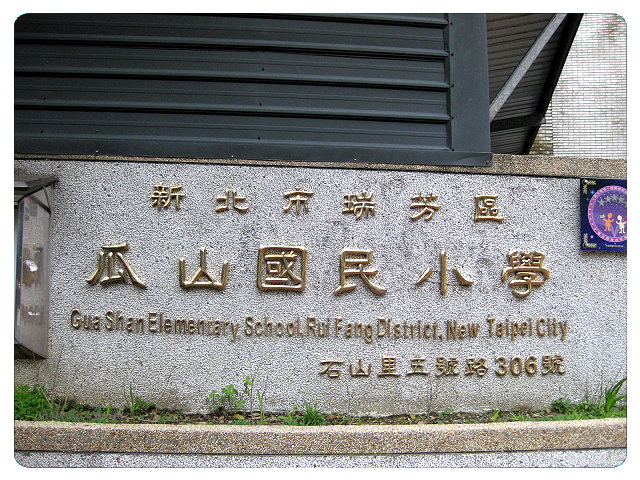 新北市瑞芳區
瓜山國民小學
Gua Shan Elementary School, Rui Fang District, New Taipei City
石山里五號路306號